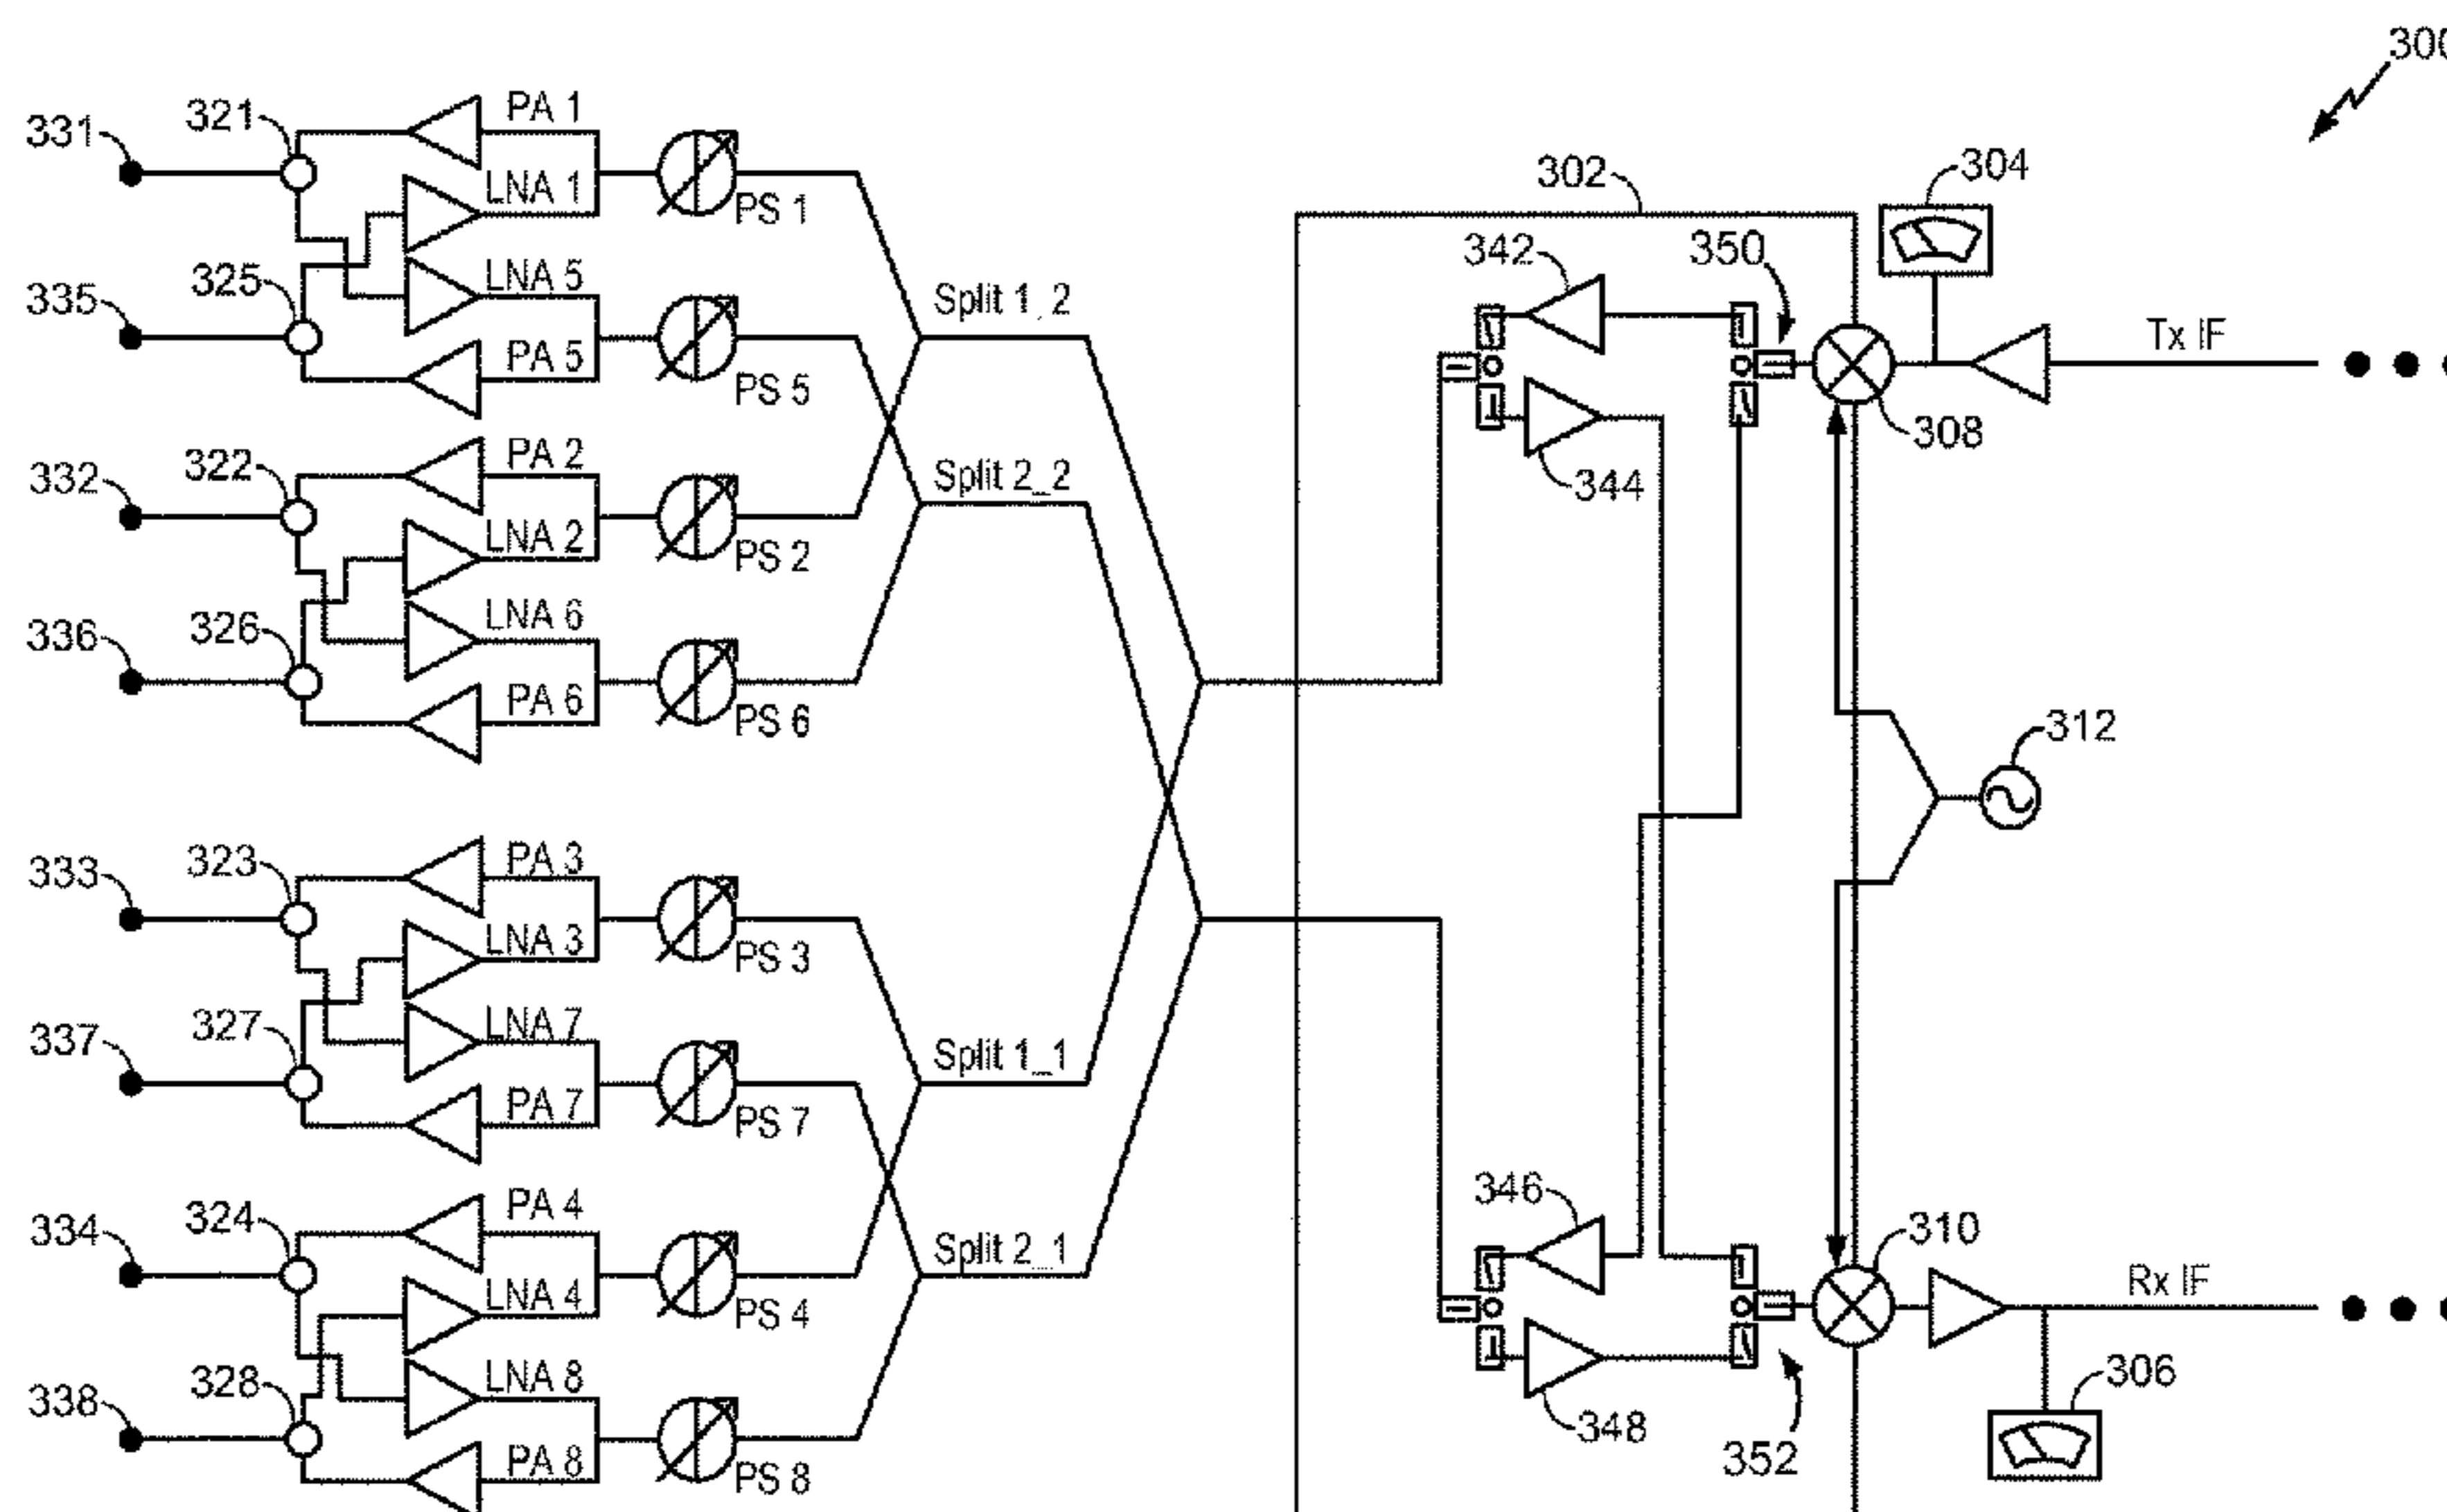 300
331
321
PA 1
LNA 1
PS 1
302
304
335
325
LNA 5
PA 5
PS 5
Split 1_2
342
350
Tx IF
308
332
322
PA 2
LNA 2
PS 2
Split 2_2
344
336
326
LNA 6
PA 6
PS 6
312
333
323
PA 3
LNA 3
PS 3
337
327
LNA 7
PA 7
PS 7
Split 1_1
334
324
PA 4
LNA 4
PS 4
Split 2_1
346
310
Rx IF
338
328
LNA 8
PA 8
PS 8
348
352
306